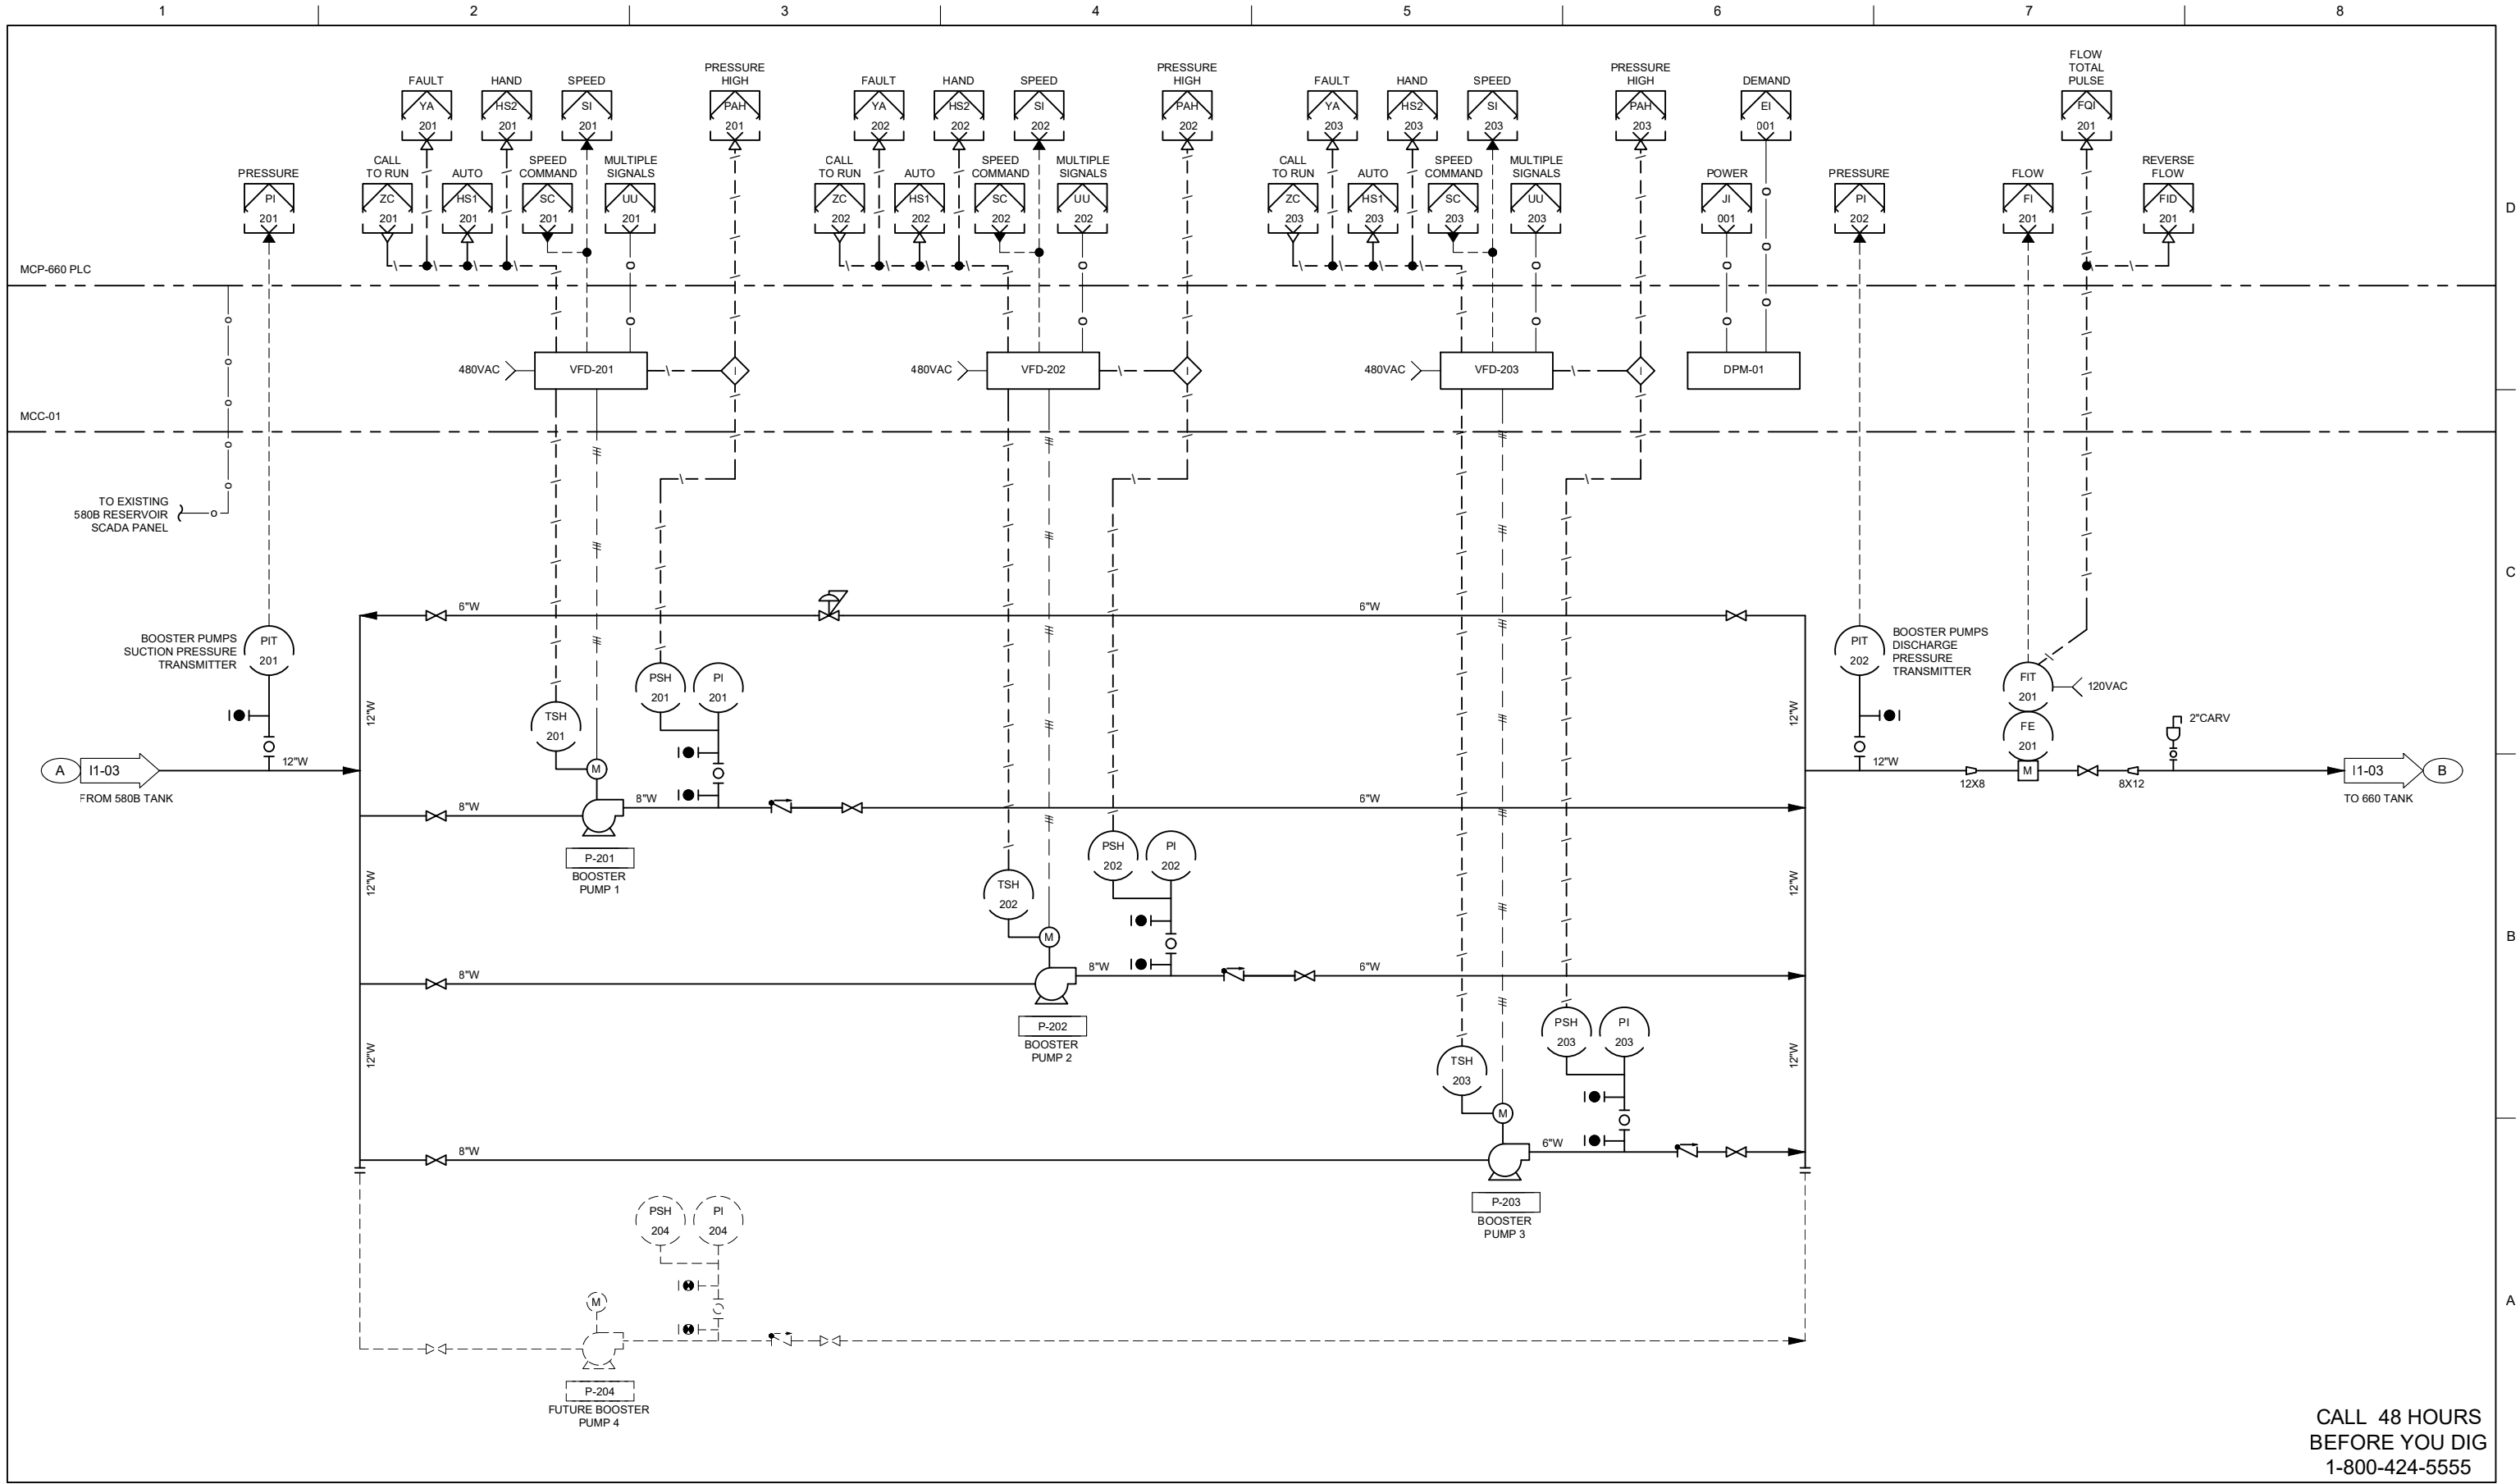 1 2 3 4 5 6 7 8
FAULT
YA
201
HAND
HS2
201
SPEED
SI
201
PRESSURE
HIGH
PAH
201
FAULT
YA
202
HAND
HS2
202
SPEED
SI
202
PRESSURE
HIGH
PAH
202
FAULT
YA
203
HAND
HS2
203
SPEED
SI
203
PRESSURE
HIGH
PAH
203
DEMAND
EI
001
FLOW
TOTAL
PULSE
FQI
201
PRESSURE
PI
201
CALL
TO RUN
ZC
201
AUTO
HS1
201
SPEED
COMMAND
SC
201
MULTIPLE
SIGNALS
UU
201
CALL
TO RUN
ZC
202
AUTO
HS1
202
SPEED
COMMAND
SC
202
MULTIPLE
SIGNALS
UU
202
CALL
TO RUN
ZC
203
AUTO
HS1
203
SPEED
COMMAND
SC
203
MULTIPLE
SIGNALS
UU
203
POWER
JI
001
PRESSURE
PI
202
FLOW
FI
201
REVERSE
FLOW
FID
201
D
MCP-660 PLC
480VAC
VFD-201
I
480VAC
VFD-202
I
480VAC
VFD-203
I
DPM-01
MCC-01
TO EXISTING
580B RESERVOIR
SCADA PANEL
C
6"W
6"W
BOOSTER PUMPS
SUCTION PRESSURE
TRANSMITTER
PIT
201
PIT
202
BOOSTER PUMPS
DISCHARGE
PRESSURE
TRANSMITTER
PSH
201
PI
201
FIT
201
120VAC
TSH
201
12"W
12"W
FE
201
2"CARV
A
I1-03
FROM 580B TANK
12"W
M
12"W
12X8
M
8X12
I1-03
B
TO 660 TANK
8"W
8"W
6"W
P-201
BOOSTER
PUMP 1
PSH
202
PI
202
12"W
12"W
TSH
202
M
B
8"W
8"W
6"W
P-202
BOOSTER
PUMP 2
PSH
203
PI
203
12"W
12"W
TSH
203
M
8"W
6"W
P-203
BOOSTER
PUMP 3
PSH
204
PI
204
M
A
P-204
FUTURE BOOSTER
PUMP 4
CALL 48 HOURS
BEFORE YOU DIG
1-800-424-5555